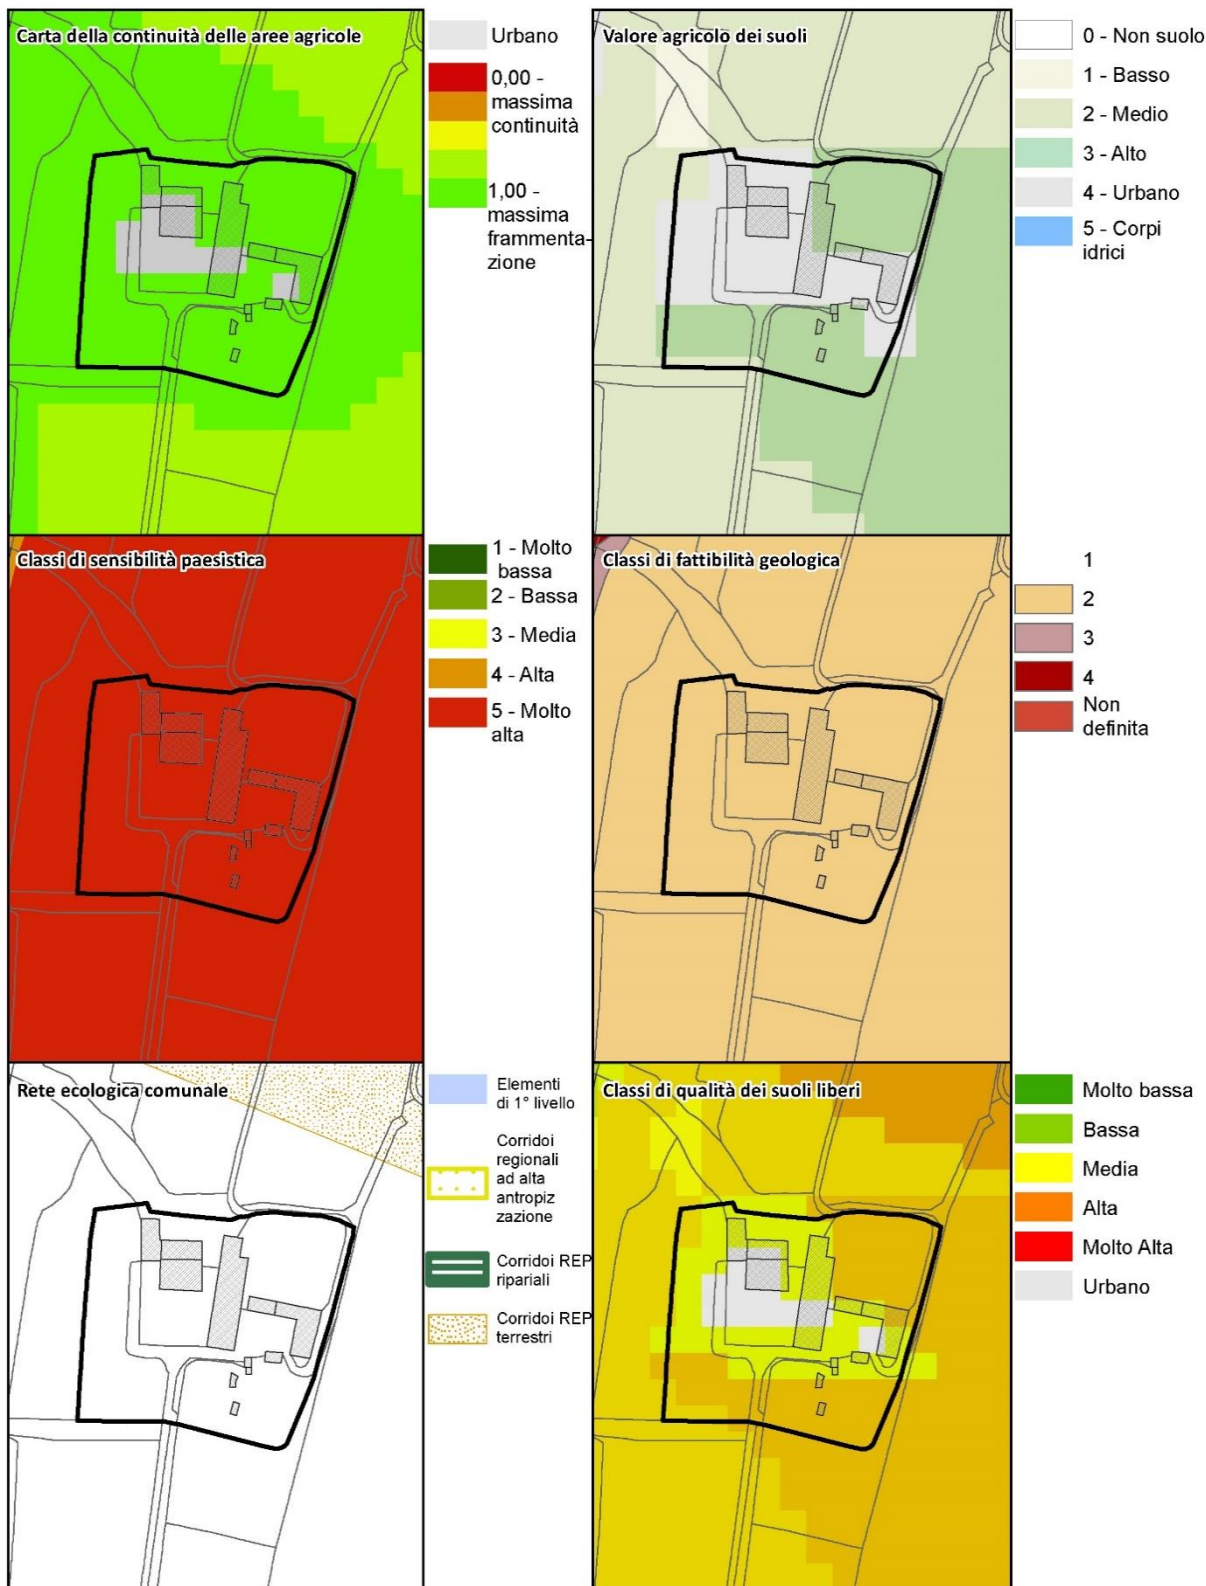 Carta della continuità delle aree agricole
Urbano
0,00 -
massima
continuità
1,00 -
massima
frammenta-
zione
Valore agricolo dei suoli
0 - Non suolo
1 - Basso
2 - Medio
3 - Alto
4 - Urbano
5 - Corpi
idrici
Classi di sensibilità paesistica
1 - Molto
bassa
2 - Bassa
3 - Media
4 - Alta
5 - Molto
alta
Classi di fattibilità geologica
1
2
3
4
Non
definita
Rete ecologica comunale
Elementi
di 1° livello
Corridoi
regionali
ad alta
antropiz
zazione
Corridoi REP
ripariali
Corridoi REP
terrestri
Classi di qualità dei suoli liberi
Molto bassa
Bassa
Media
Alta
Molto Alta
Urbano